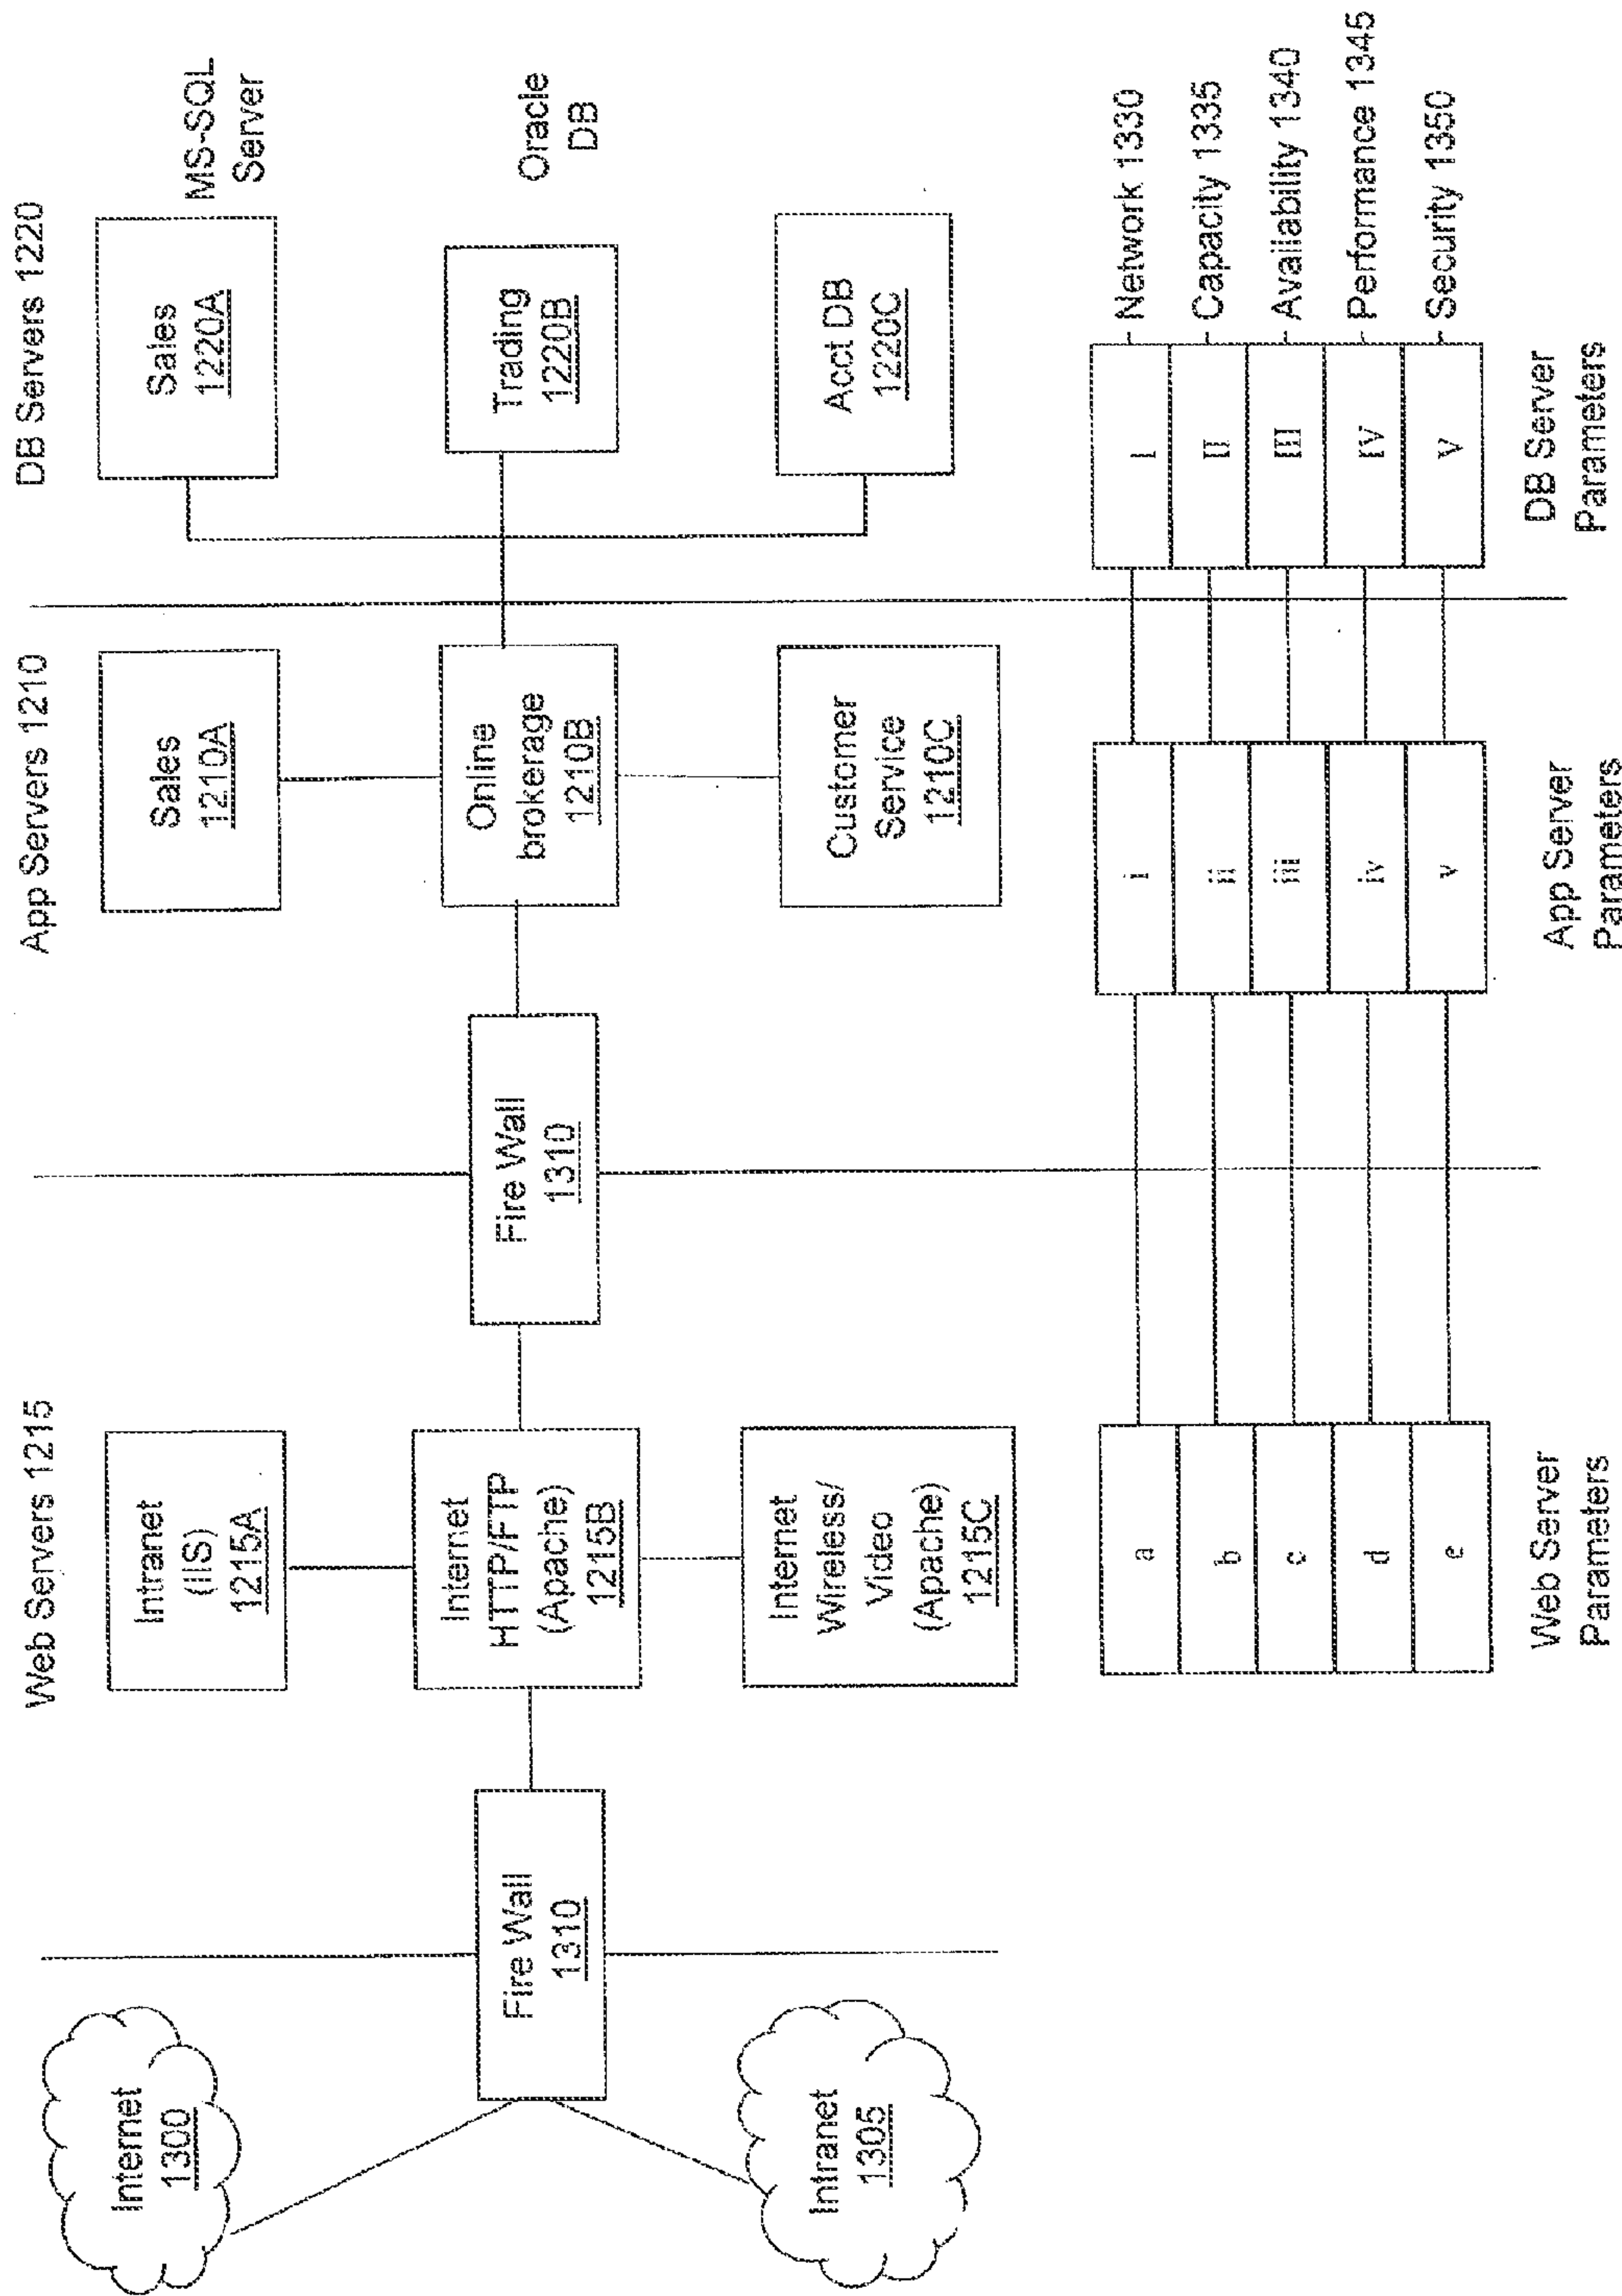 Web Servers 1215
App Servers 1210
DB Servers 1220
Internet
1300
Intranet
1305
Fire Wall
1310
Intranet
(IIS)
1215A
Internet
HTTP/FTP
(Apache)
1215B
Internet
Wireless/
Video
(Apache)
1215C
Fire Wall
1310
Sales
1210A
Online
brokerage
1210B
Customer
Service
1210C
Sales
1220A
MS-SQL
Server
Trading
1220B
Oracle
DB
Acct DB
1220C
a
b
c
d
e
Web Server
Parameters
i
ii
iii
iv
v
App Server
Parameters
I
II
III
IV
V
DB Server
Parameters
Network 1330
Capacity 1335
Availability 1340
Performance 1345
Security 1350